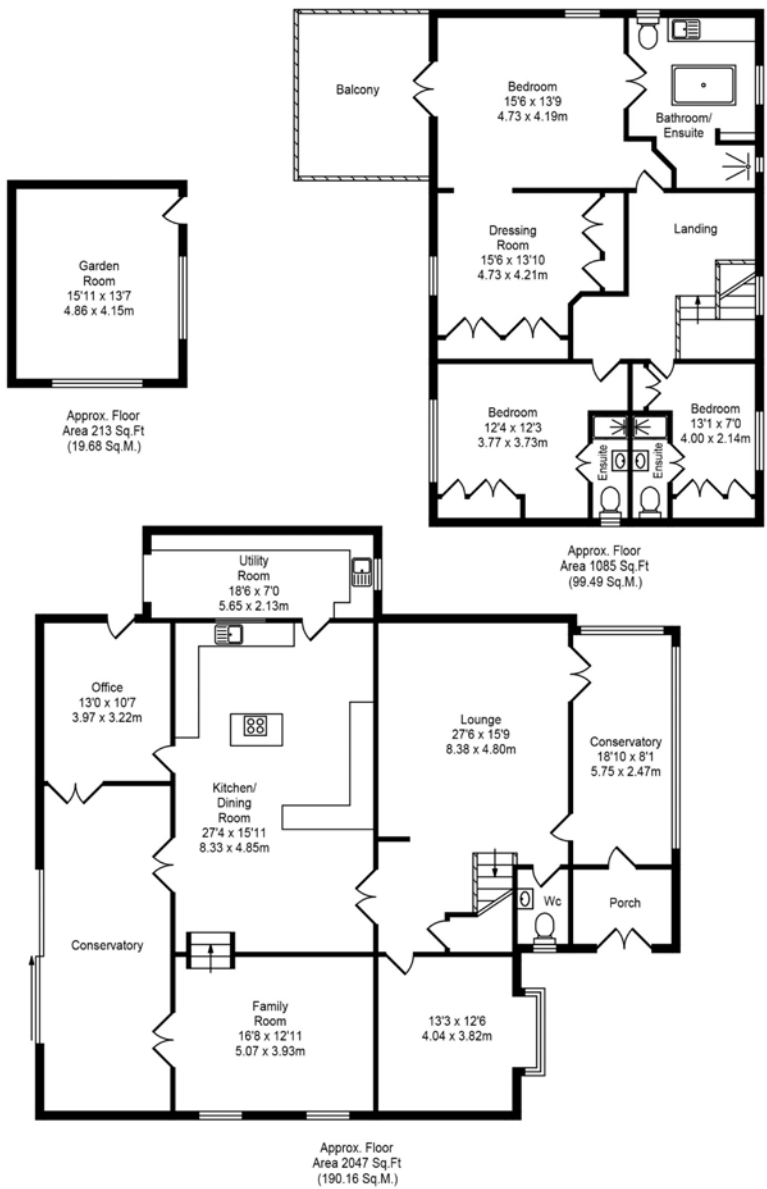 Balcony
Bedroom
15'6 x 13'9
4.73 x 4.19m
Bathroom/
Ensuite
Dressing
Room
15'6 x 13'10
4.73 x 4.21m
Landing
Garden
Room
15'11 x 13'7
4.86 x 4.15m
Approx. Floor
Area 213 Sq.Ft
(19.68 Sq.M.)
Bedroom
12'4 x 12'3
3.77 x 3.73m
Ensuite
Ensuite
Bedroom
13'1 x 7'0
4.00 x 2.14m
Approx. Floor
Area 1085 Sq.Ft
(99.49 Sq.M.)
Utility
Room
18'6 x 7'0
5.65 x 2.13m
Office
13'0 x 10'7
3.97 x 3.22m
Kitchen/
Dining
Room
27'4 x 15'11
8.33 x 4.85m
Lounge
27'6 x 15'9
8.38 x 4.80m
Conservatory
18'10 x 8'1
5.75 x 2.47m
Wc
Porch
Conservatory
Family
Room
16'8 x 12'11
5.07 x 3.93m
13'3 x 12'6
4.04 x 3.82m
Approx. Floor
Area 2047 Sq.Ft
(190.16 Sq.M.)